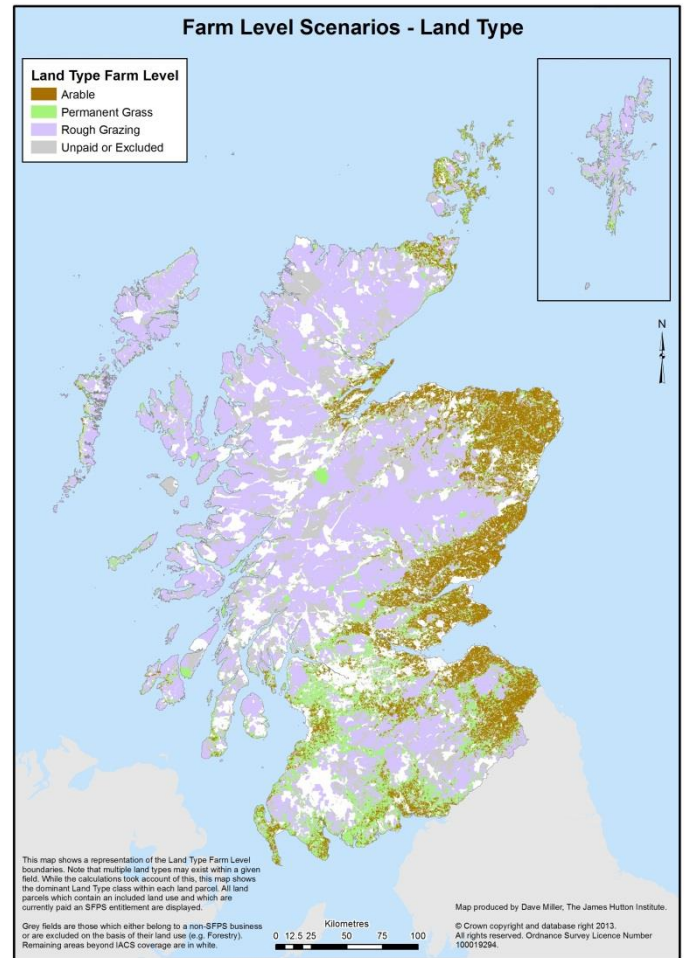 Farm Level Scenarios - Land Type
Land Type Farm Level
Arable
Permanent Grass
Rough Grazing
Unpaid or Excluded
N
This map shows a representation of the Land Type Farm Level
boundaries. Note that multiple land types may exist within a given
field. While the calculations took account of this, this map shows
the dominant Land Type class within each land parcel. All land
parcels which contain an included land use and which are
currently paid an SFPS entitlement are displayed.
Grey fields are those which either belong to a non-SFPS business
or are excluded on the basis of their land use (e.g. Forestry).
Remaining areas beyond IACS coverage are in white.
Kilometres
0 12.5 25 50 75 100
Map produced by Dave Miller, The James Hutton Institute.
© Crown copyright and database right 2013.
All rights reserved. Ordnance Survey Licence Number
100019294.